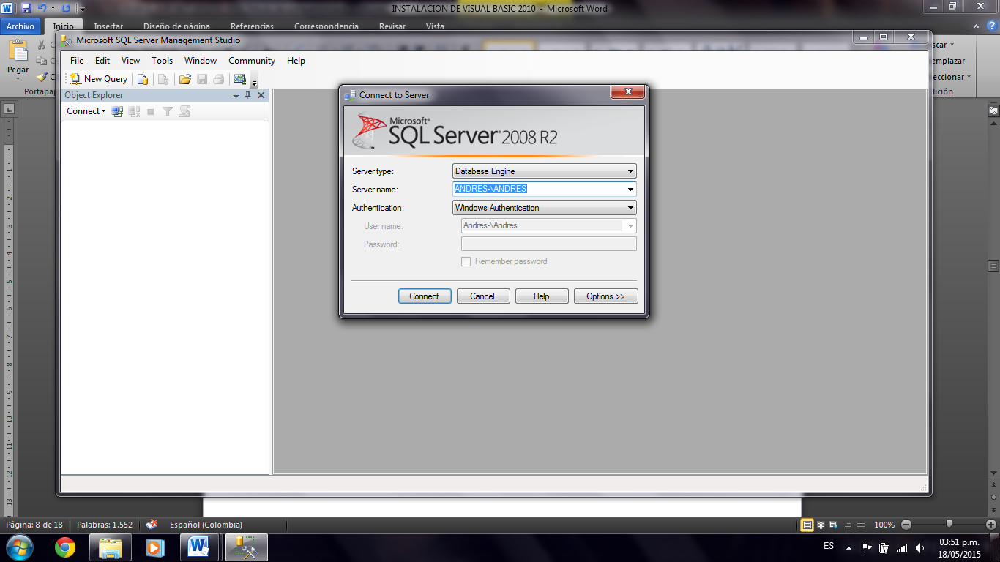 INSTALACION DE VISUAL BASIC 2010 - Microsoft Word
Archivo Inicio Insertar Diseño de página Referencias Correspondencia Revisar Vista
Microsoft SQL Server Management Studio
File Edit View Tools Window Community Help
Pegar
New Query
Portapap
scar
emplazar
eccionar
dición
Object Explorer
Connect
Connect to Server
Microsoft®
SQL Server® 2008 R2
Server type: Database Engine
Server name: ANDRES-\ANDRES
Authentication: Windows Authentication
User name: Andres-\Andres
Password:
Remember password
Connect Cancel Help Options >>
Página: 8 de 18 Palabras: 1.552 Español (Colombia) 100%
ES 03:51 p.m.
18/05/2015